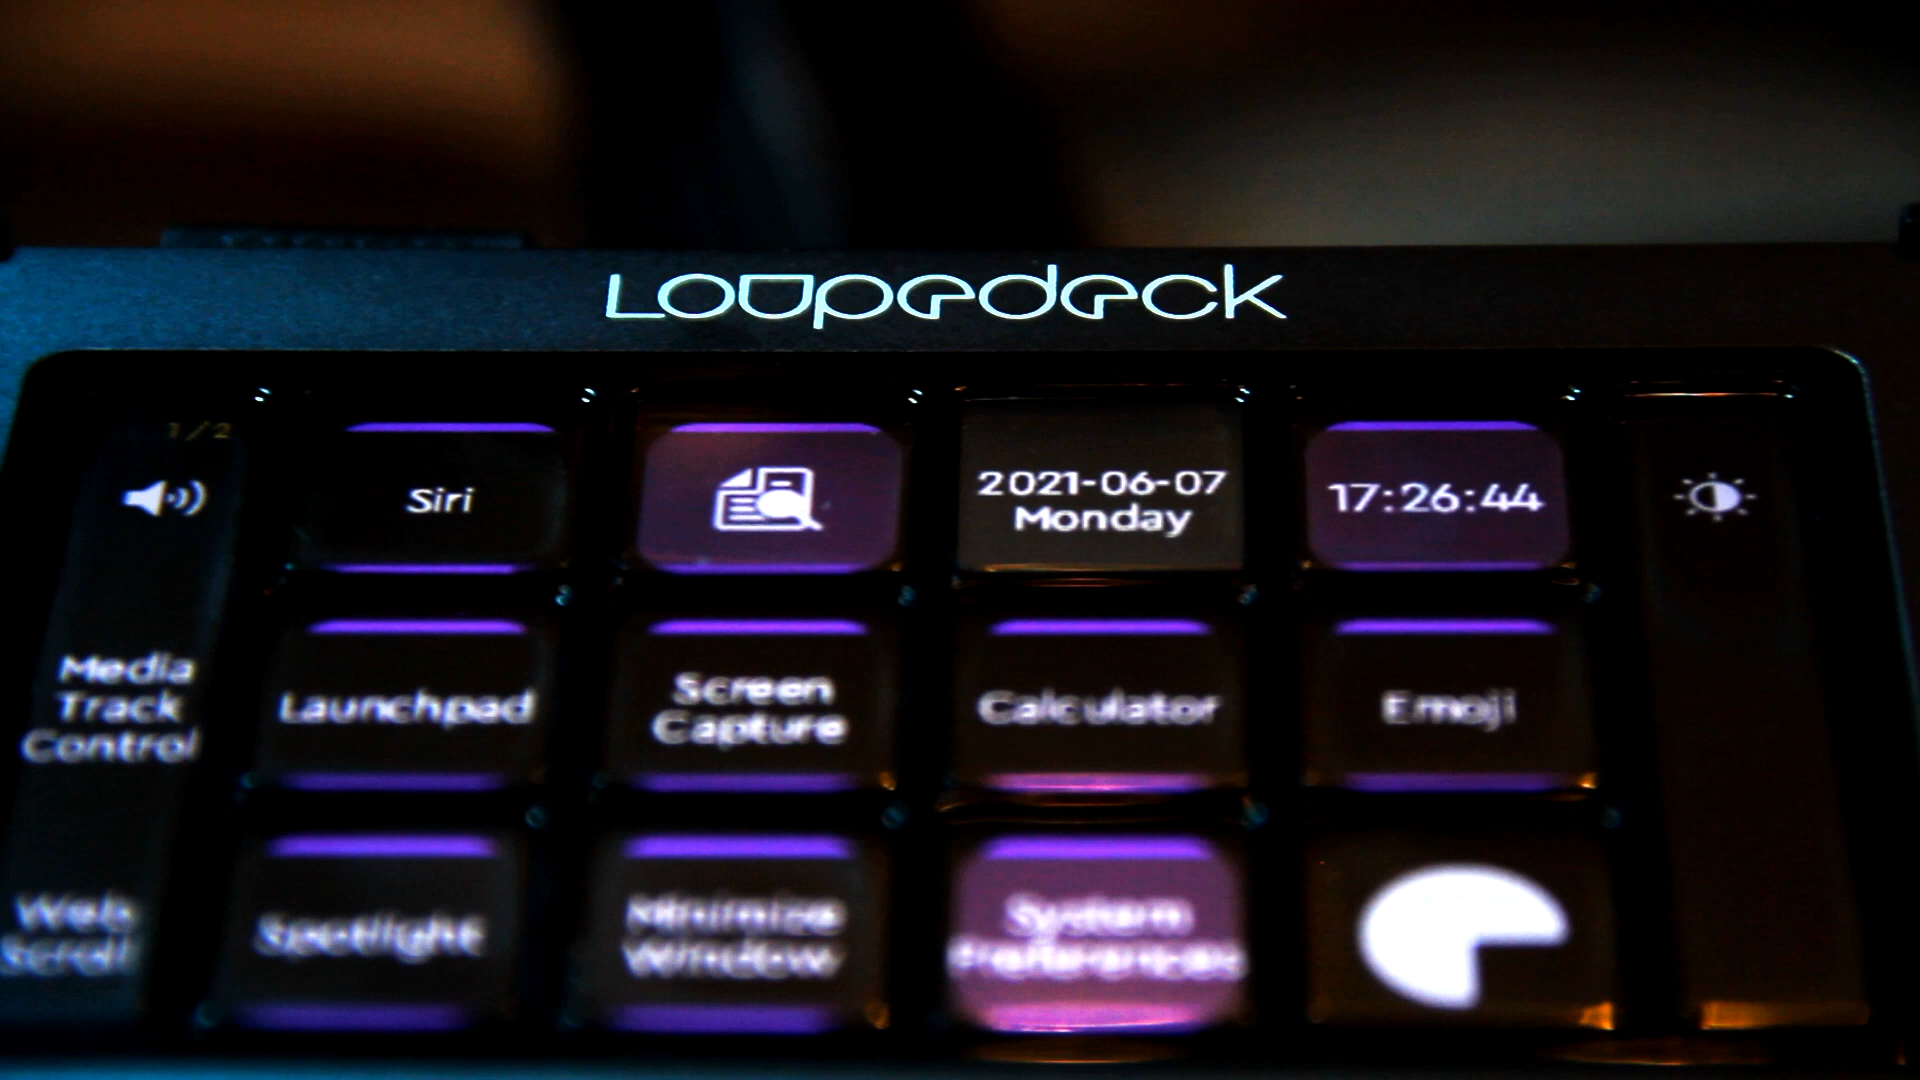 Loupedeck
1/2
Siri
2021-06-07
Monday
17:26:44
Media
Track
Control
Launchpad
Screen
Capture
Calculator
Emoji
Web
Scroll
Spotlight
Minimize
Window
System
Preferences